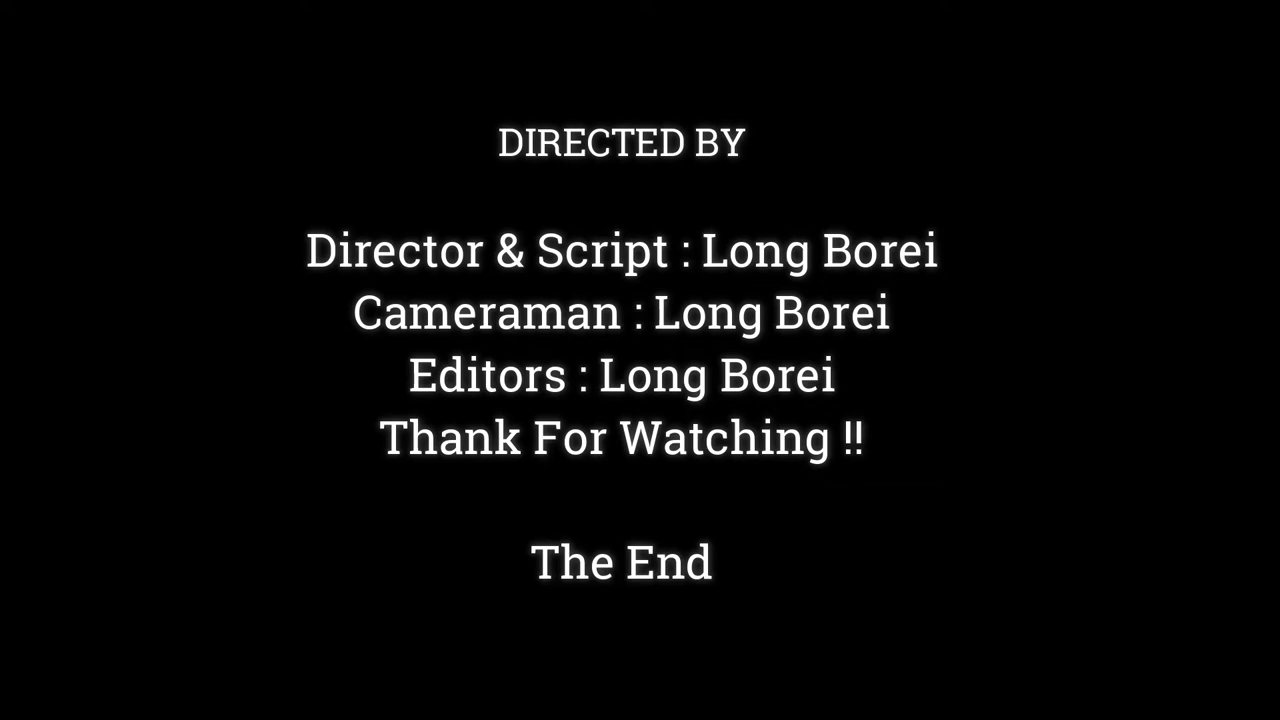 DIRECTED BY
Director & Script : Long Borei
Cameraman : Long Borei
Editors : Long Borei
Thank For Watching !!
The End